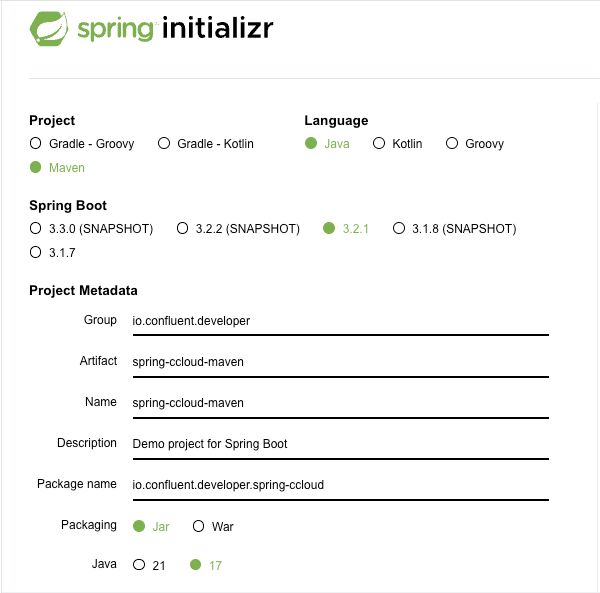 spring initializr
Project
Gradle - Groovy Gradle - Kotlin
Maven
Language
Java Kotlin Groovy
Spring Boot
3.3.0 (SNAPSHOT) 3.2.2 (SNAPSHOT) 3.2.1 3.1.8 (SNAPSHOT)
3.1.7
Project Metadata
Group io.confluent.developer
Artifact spring-ccloud-maven
Name spring-ccloud-maven
Description Demo project for Spring Boot
Package name io.confluent.developer.spring-ccloud
Packaging Jar War
Java 21 17